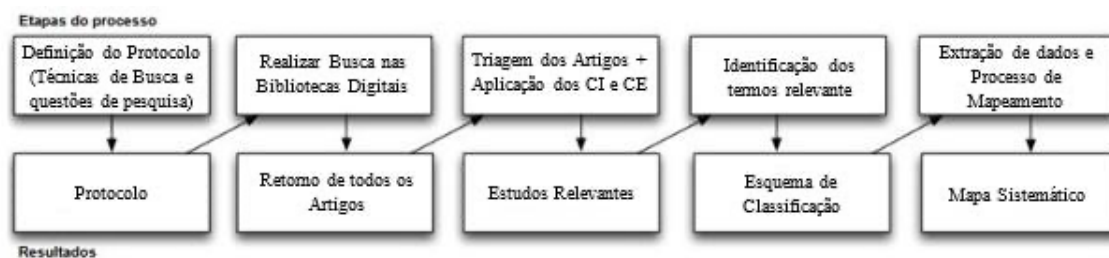 Etapas do processo
Definição do Protocolo
(Técnicas de Busca e
questões de pesquisa)
Realizar Busca nas
Bibliotecas Digitais
Triagem dos Artigos +
Aplicação dos CI e CE
Identificação dos
termos relevante
Extração de dados e
Processo de
Mapeamento
Protocolo
Retorno de todos os
Artigos
Estudos Relevantes
Esquema de
Classificação
Mapa Sistemático
Resultados